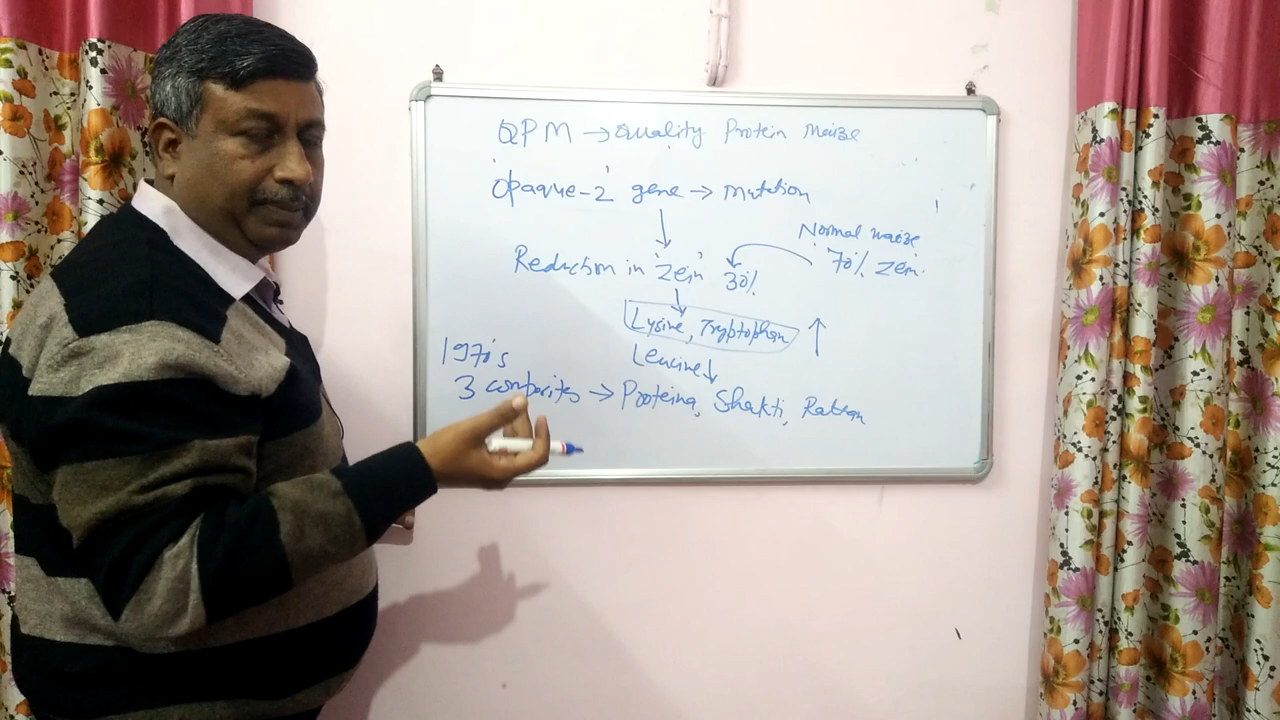 QPM → Quality Protein Maize
'Opaque-2' gene → Mutation
Normal maize
Reduction in 'Zein' 30% 70% Zein
Lysine, Tryptophan ↑
Leucine ↓
1970's
3 composites → Proteina, Shakti, Rattan